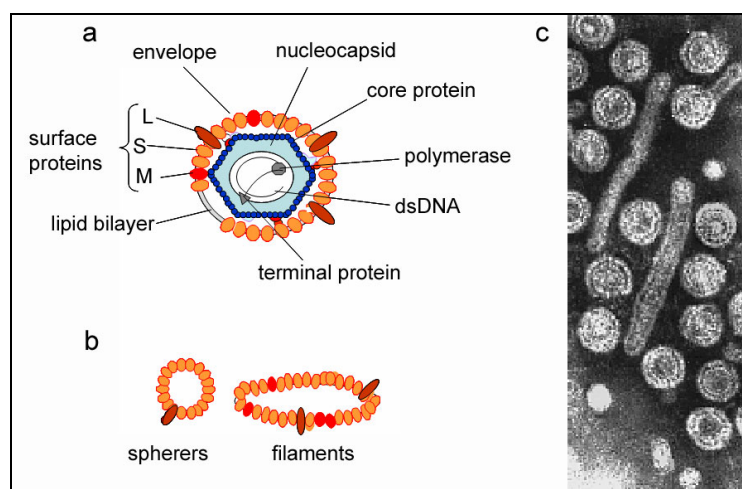 a
envelope
nucleocapsid
core protein
L
S
M
surface
proteins
polymerase
dsDNA
lipid bilayer
terminal protein
b
spherers
filaments
c